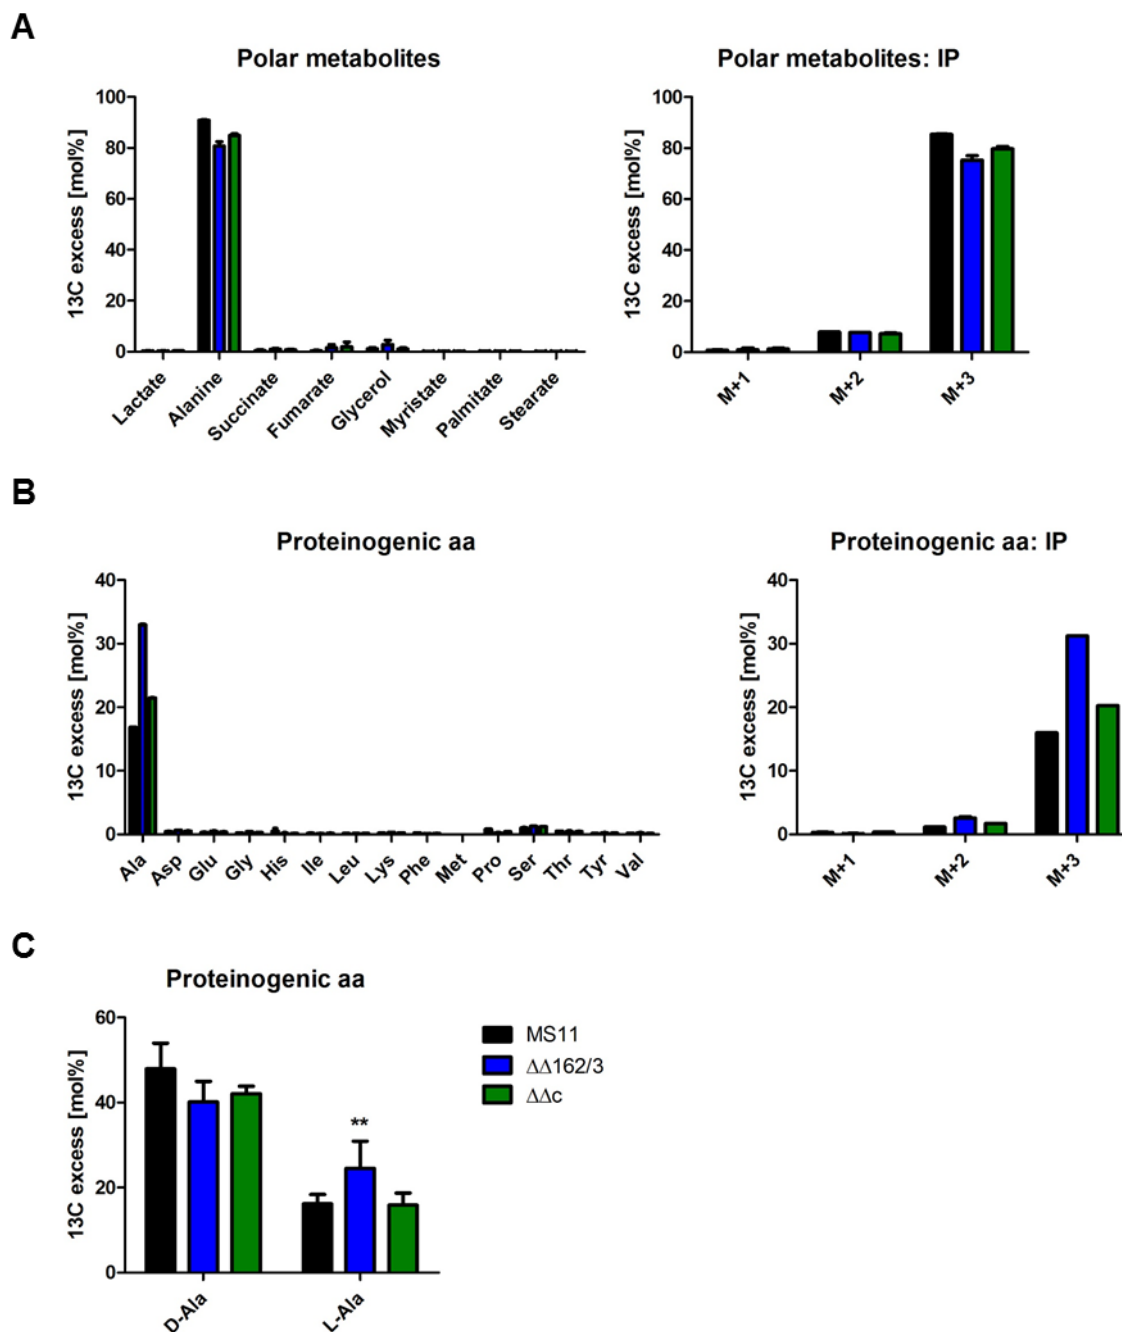 A
Polar metabolites
13C excess [mol%]
100
80
60
40
20
0
Lactate
Alanine
Succinate
Fumarate
Glycerol
Myristate
Palmitate
Stearate
Polar metabolites: IP
13C excess [mol%]
100
80
60
40
20
0
M+1
M+2
M+3
B
Proteinogenic aa
13C excess [mol%]
40
30
20
10
0
Ala
Asp
Glu
Gly
His
Ile
Leu
Lys
Phe
Met
Pro
Ser
Thr
Tyr
Val
Proteinogenic aa: IP
13C excess [mol%]
40
30
20
10
0
M+1
M+2
M+3
C
Proteinogenic aa
13C excess [mol%]
60
40
20
0
**
D-Ala
L-Ala
MS11
ΔΔ162/3
ΔΔc